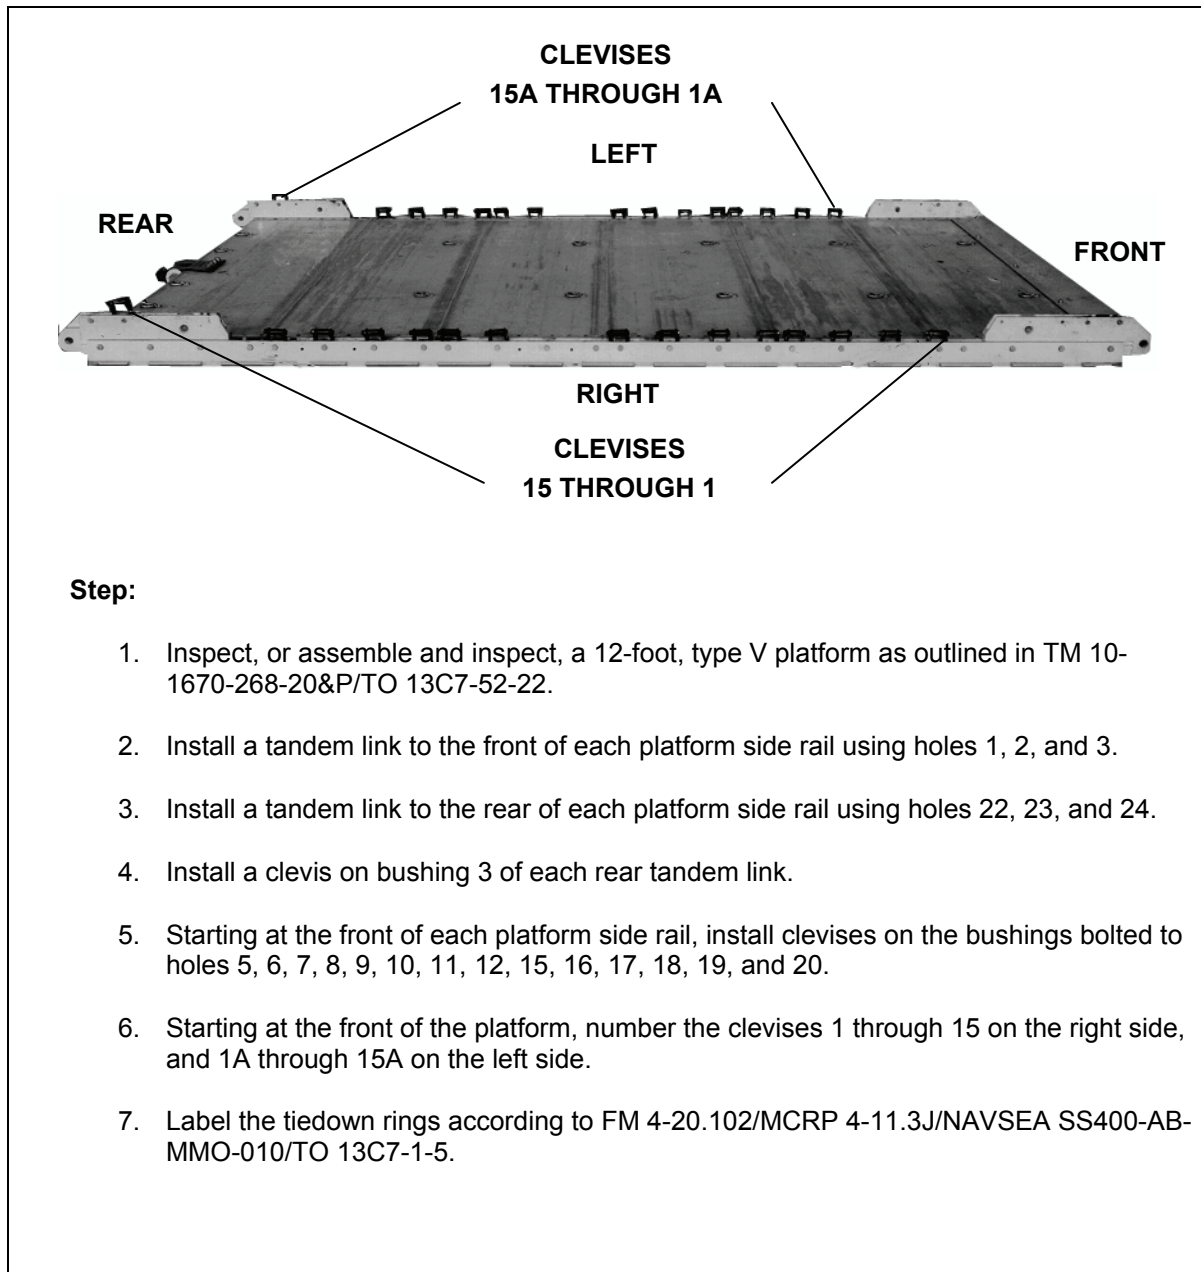 CLEVISES
15A THROUGH 1A
LEFT
REAR
FRONT
RIGHT
CLEVISES
15 THROUGH 1
Step:
1. Inspect, or assemble and inspect, a 12-foot, type V platform as outlined in TM 10-
1670-268-20&P/TO 13C7-52-22.
2. Install a tandem link to the front of each platform side rail using holes 1, 2, and 3.
3. Install a tandem link to the rear of each platform side rail using holes 22, 23, and 24.
4. Install a clevis on bushing 3 of each rear tandem link.
5. Starting at the front of each platform side rail, install clevises on the bushings bolted to
holes 5, 6, 7, 8, 9, 10, 11, 12, 15, 16, 17, 18, 19, and 20.
6. Starting at the front of the platform, number the clevises 1 through 15 on the right side,
and 1A through 15A on the left side.
7. Label the tiedown rings according to FM 4-20.102/MCRP 4-11.3J/NAVSEA SS400-AB-
MMO-010/TO 13C7-1-5.